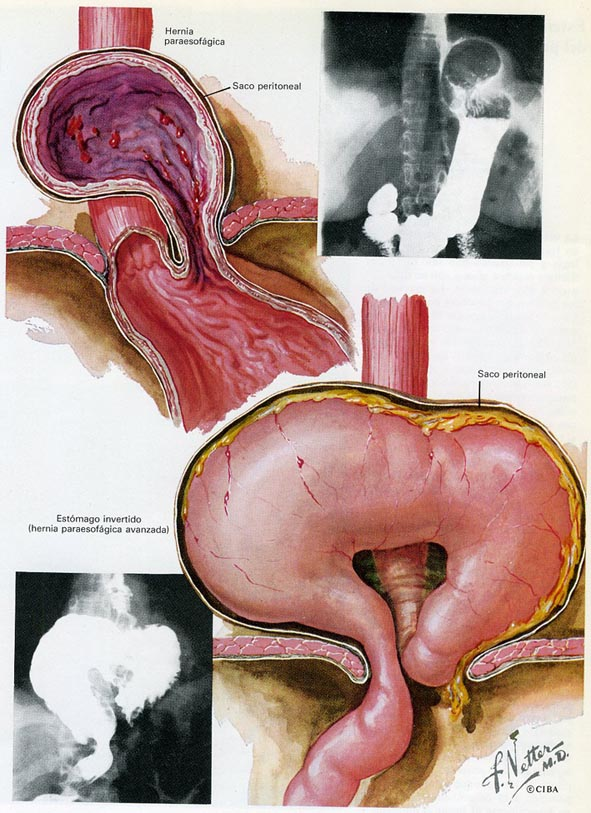 Hernia
paraesofágica
Saco peritoneal
Saco peritoneal
Estómago invertido
(hernia paraesofágica avanzada)
F. Netter
M.D.
©CIBA